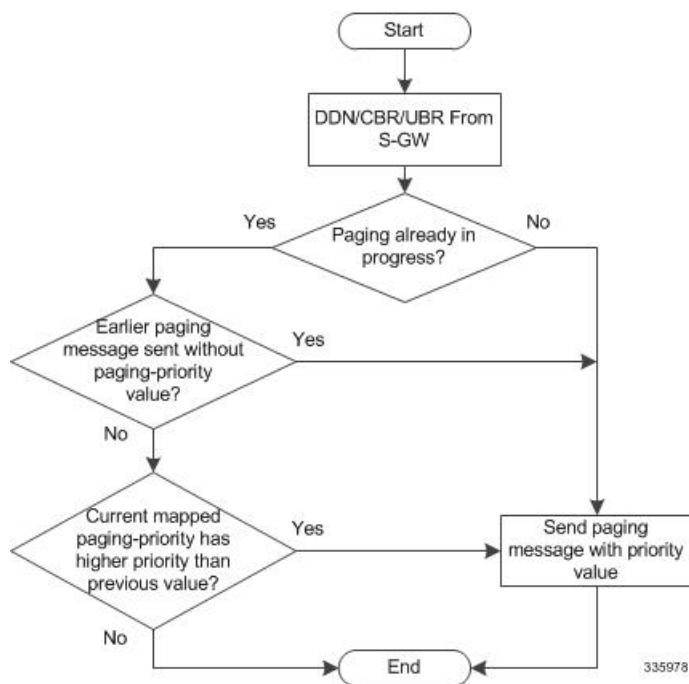 Start
DDN/CBR/UBR From
S-GW
Yes
No
Paging already in
progress?
Earlier paging
message sent without
paging-priority
value?
Yes
No
Current mapped
paging-priority has
higher priority than
previous value?
Yes
Send paging
message with priority
value
No
End
335978